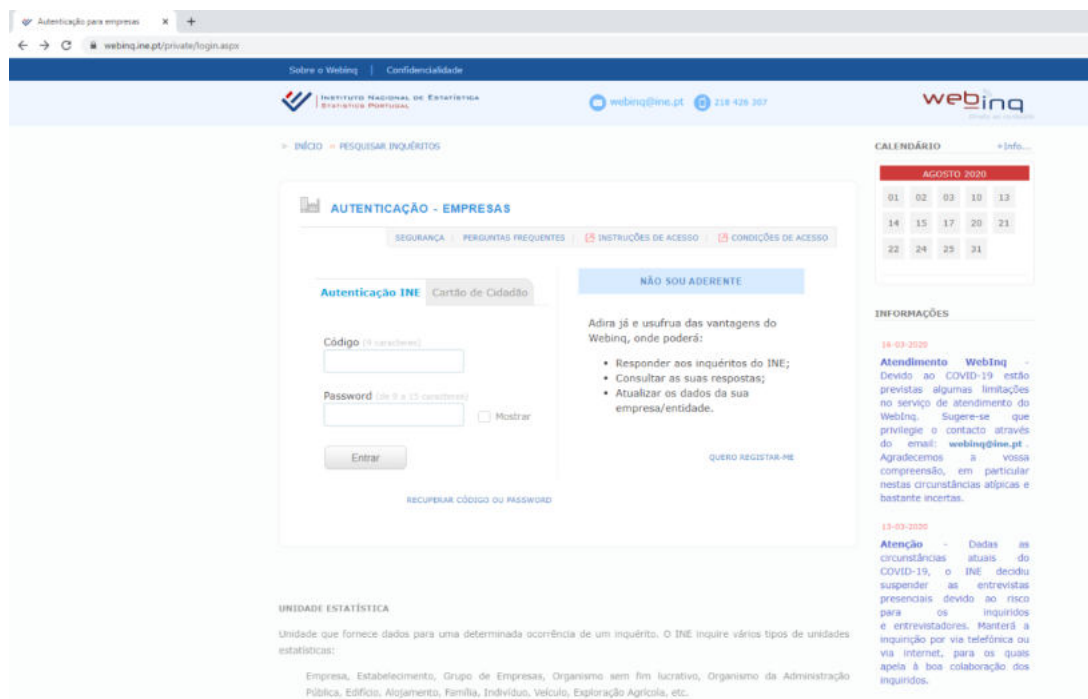 Autenticação para empresas
webinq.ine.pt/private/login.aspx
Sobre o Webinq | Confidencialidade
INSTITUTO NACIONAL DE ESTATÍSTICA
STATISTICS PORTUGAL
webinq@ine.pt 218 426 307
webinq
INÍCIO PESQUISAR INQUÉRITOS
AUTENTICAÇÃO - EMPRESAS
SEGURANÇA | PERGUNTAS FREQUENTES | INSTRUÇÕES DE ACESSO | CONDIÇÕES DE ACESSO
Autenticação INE Cartão de Cidadão
Código (9 caracteres)
Password (de 9 a 15 caracteres)
Mostrar
Entrar
RECUPERAR CÓDIGO OU PASSWORD
NÃO SOU ADERENTE
Adira já e usufrua das vantagens do
Webinq, onde poderá:
• Responder aos inquéritos do INE;
• Consultar as suas respostas;
• Atualizar os dados da sua
empresa/entidade.
QUERO REGISTAR-ME
CALENDÁRIO +Info...
AGOSTO 2020
01 02 03 10 13
14 15 17 20 21
22 24 25 31
INFORMAÇÕES
16-03-2020
Atendimento WebInq -
Devido ao COVID-19 estão
previstas algumas limitações
no serviço de atendimento do
WebInq. Sugere-se que
privilegie o contacto através
do email: webinq@ine.pt .
Agradecemos a vossa
compreensão, em particular
nestas circunstâncias atípicas e
bastante incertas.
13-03-2020
Atenção - Dadas as
circunstâncias atuais do
COVID-19, o INE decidiu
suspender as entrevistas
presenciais devido ao risco
para os inquiridos
e entrevistadores. Manterá a
inquirição por via telefónica ou
via internet, para os quais
apela à boa colaboração dos
inquiridos.
UNIDADE ESTATÍSTICA
Unidade que fornece dados para uma determinada ocorrência de um inquérito. O INE inquire vários tipos de unidades
estatísticas:
Empresa, Estabelecimento, Grupo de Empresas, Organismo sem fim lucrativo, Organismo da Administração
Pública, Edifício, Alojamento, Família, Indivíduo, Veículo, Exploração Agrícola, etc.